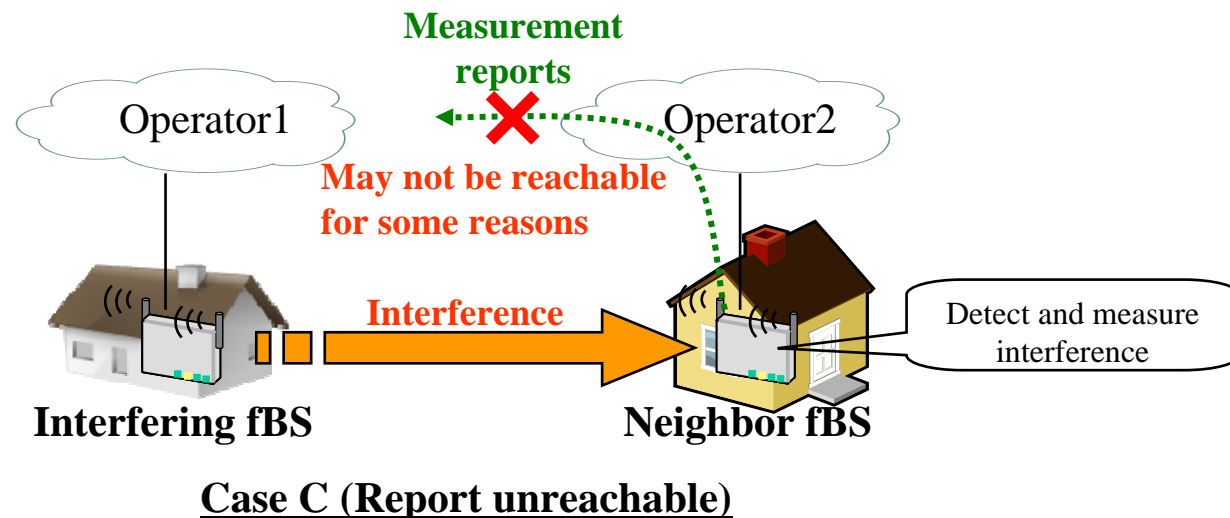 Measurement
reports
Operator1
Operator2
May not be reachable
for some reasons
Interference
Detect and measure
interference
Interfering fBS
Neighbor fBS
Case C (Report unreachable)